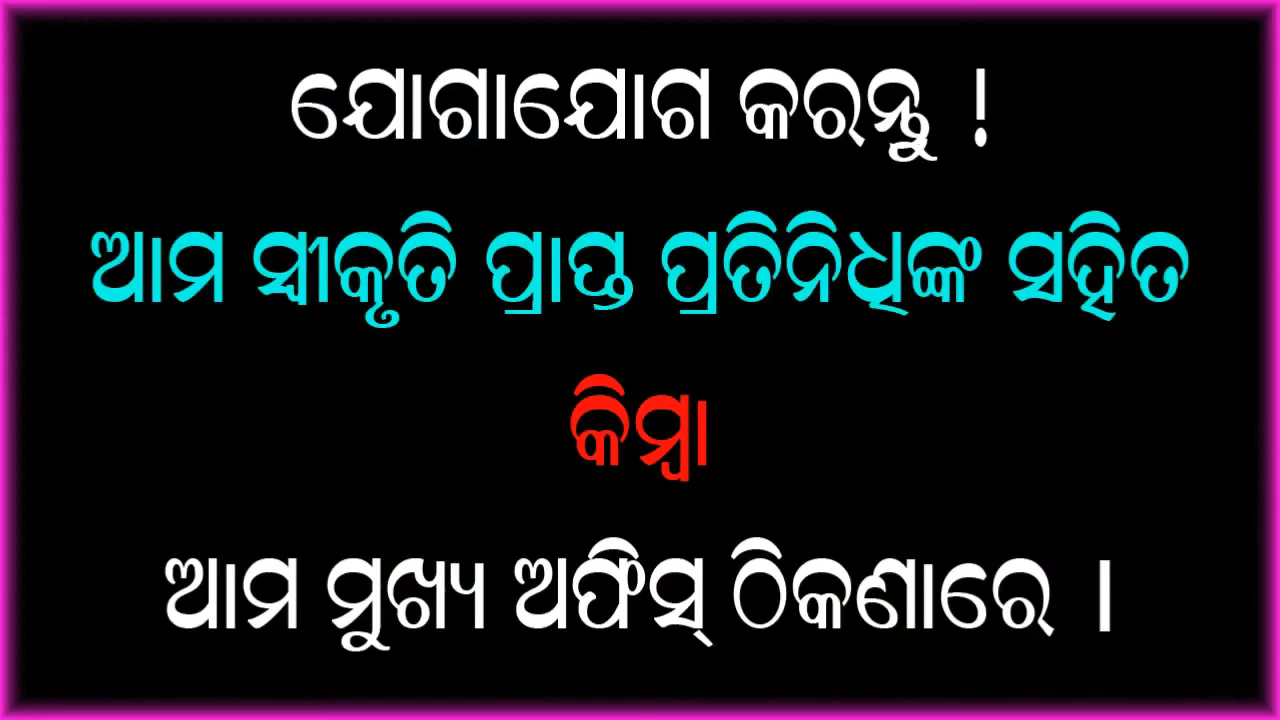 ଯୋଗାଯୋଗ କରନ୍ତୁ !
ଆମ ସ୍ୱୀକୃତି ପ୍ରାପ୍ତ ପ୍ରତିନିଧିଙ୍କ ସହିତ
କିମ୍ବା
ଆମ ମୁଖ୍ୟ ଅଫିସ୍ ଠିକଣାରେ ।